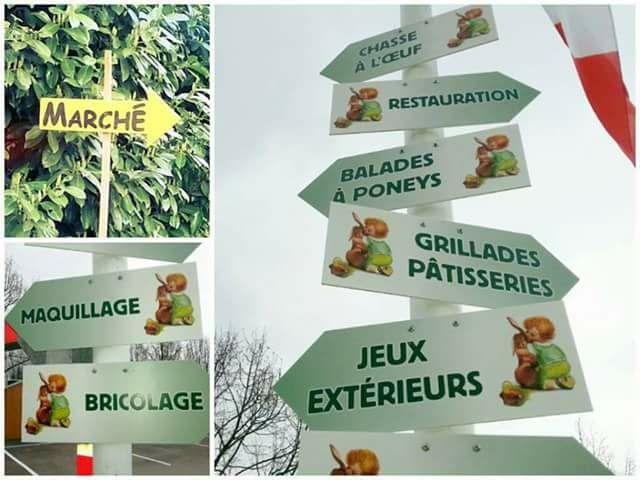 MARCHÉ
MAQUILLAGE
BRICOLAGE
CHASSE
À L'ŒUF
RESTAURATION
BALADES
À PONEYS
GRILLADES
PÂTISSERIES
JEUX
EXTÉRIEURS